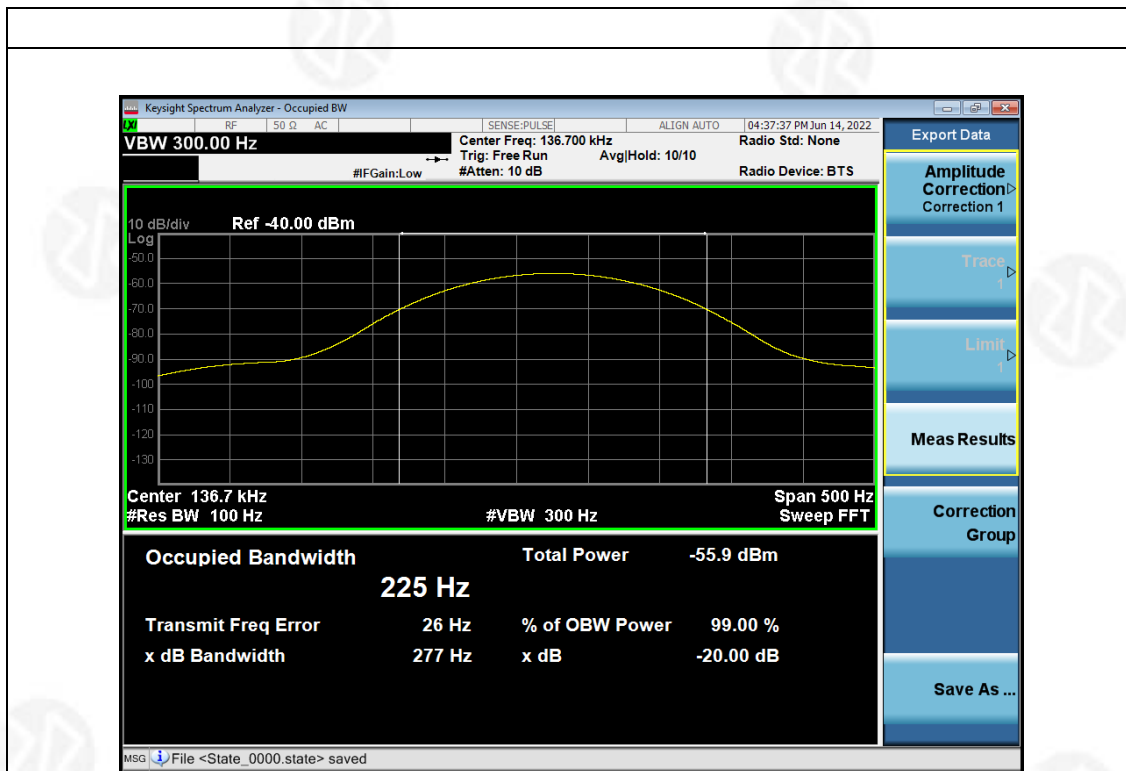 Keysight Spectrum Analyzer - Occupied BW
LXI RF 50 Ω AC SENSE:PULSE ALIGN AUTO 04:37:37 PM Jun 14, 2022
VBW 300.00 Hz
Center Freq: 136.700 kHz Radio Std: None
Trig: Free Run Avg|Hold: 10/10
#IFGain:Low #Atten: 10 dB Radio Device: BTS
10 dB/div Ref -40.00 dBm
Log
-50.0
-60.0
-70.0
-80.0
-90.0
-100
-110
-120
-130
Center 136.7 kHz Span 500 Hz
#Res BW 100 Hz #VBW 300 Hz Sweep FFT
Occupied Bandwidth Total Power -55.9 dBm
225 Hz
Transmit Freq Error 26 Hz % of OBW Power 99.00 %
x dB Bandwidth 277 Hz x dB -20.00 dB
MSG File <State_0000.state> saved
Export Data
Amplitude
Correction
Correction 1
Trace
1
Limit
1
Meas Results
Correction
Group
Save As ...